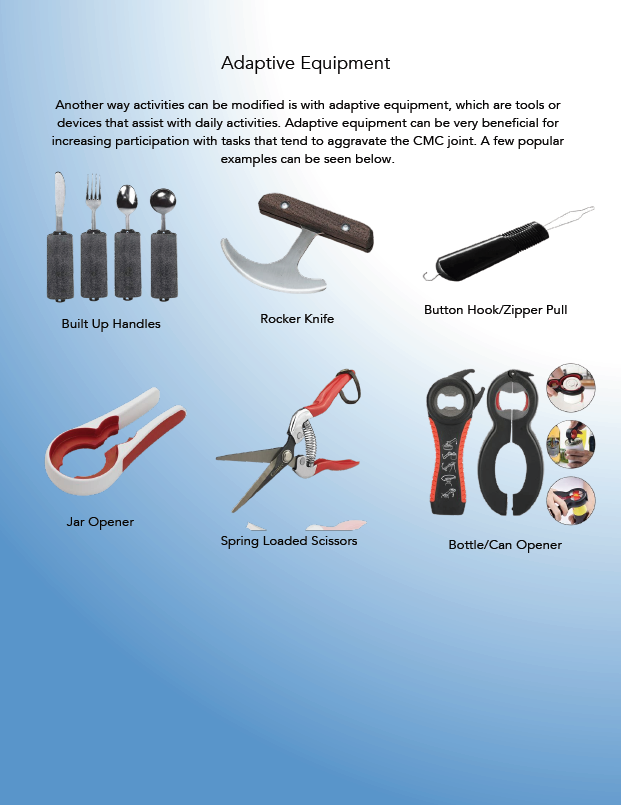 Adaptive Equipment
Another way activities can be modified is with adaptive equipment, which are tools or
devices that assist with daily activities. Adaptive equipment can be very beneficial for
increasing participation with tasks that tend to aggravate the CMC joint. A few popular
examples can be seen below.
Built Up Handles
Rocker Knife
Button Hook/Zipper Pull
Jar Opener
Spring Loaded Scissors
Bottle/Can Opener